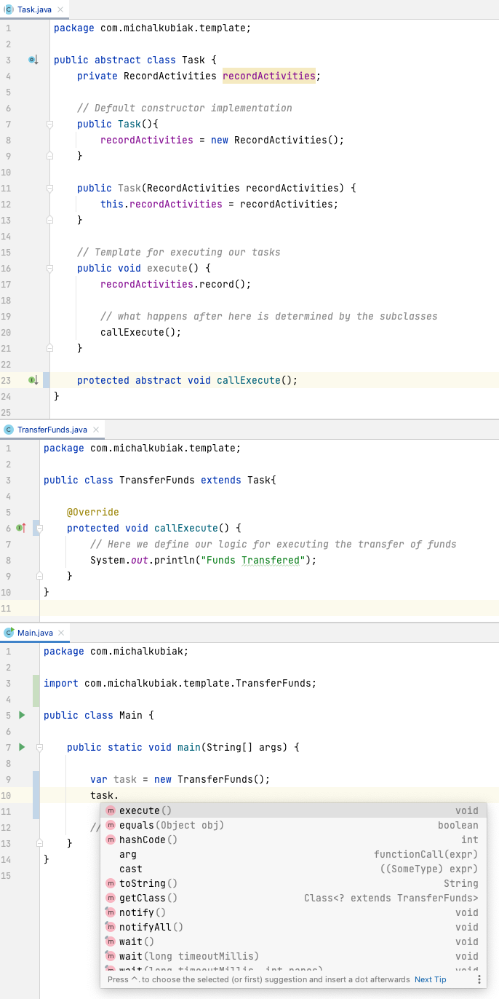 Task.java
1 package com.michalkubiak.template;
2
3 public abstract class Task {
4 private RecordActivities recordActivities;
5
6 // Default constructor implementation
7 public Task(){
8 recordActivities = new RecordActivities();
9 }
10
11 public Task(RecordActivities recordActivities) {
12 this.recordActivities = recordActivities;
13 }
14
15 // Template for executing our tasks
16 public void execute() {
17 recordActivities.record();
18
19 // what happens after here is determined by the subclasses
20 callExecute();
21 }
22
23 protected abstract void callExecute();
24 }
25
TransferFunds.java
1 package com.michalkubiak.template;
2
3 public class TransferFunds extends Task{
4
5 @Override
6 protected void callExecute() {
7 // Here we define our logic for executing the transfer of funds
8 System.out.println("Funds Transfered");
9 }
10 }
11
Main.java
1 package com.michalkubiak;
2
3 import com.michalkubiak.template.TransferFunds;
4
5 public class Main {
6
7 public static void main(String[] args) {
8
9 var task = new TransferFunds();
10 task.
11
12 //
13 }
14 }
15
execute() void
equals(Object obj) boolean
hashCode() int
arg functionCall(expr)
cast ((SomeType) expr)
toString() String
getClass() Class<? extends TransferFunds>
notify() void
notifyAll() void
wait() void
wait(long timeoutMillis) void
wait(long timeoutMillis, int nanos) void
Press ^. to choose the selected (or first) suggestion and insert a dot afterwards Next Tip